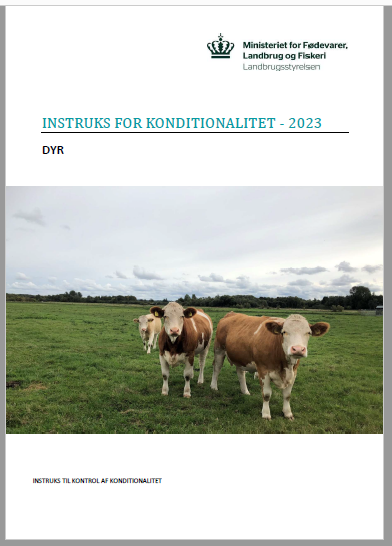 Ministeriet for Fødevarer,
Landbrug og Fiskeri
Landbrugsstyrelsen
INSTRUKS FOR KONDITIONALITET - 2023
DYR
INSTRUKS TIL KONTROL AF KONDITIONALITET